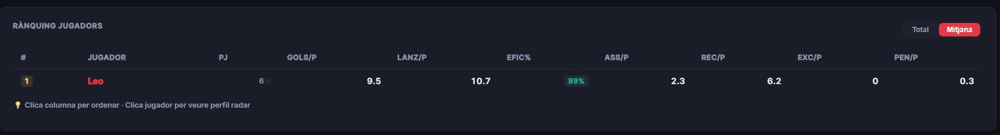 RÀNQUING JUGADORS
Total Mitjana
# JUGADOR PJ GOLS/P LANZ/P EFIC% ASS/P REC/P EXC/P PEN/P
1 Leo 6/8 9.5 10.7 89% 2.3 6.2 0 0.3
💡 Clica columna per ordenar · Clica jugador per veure perfil radar